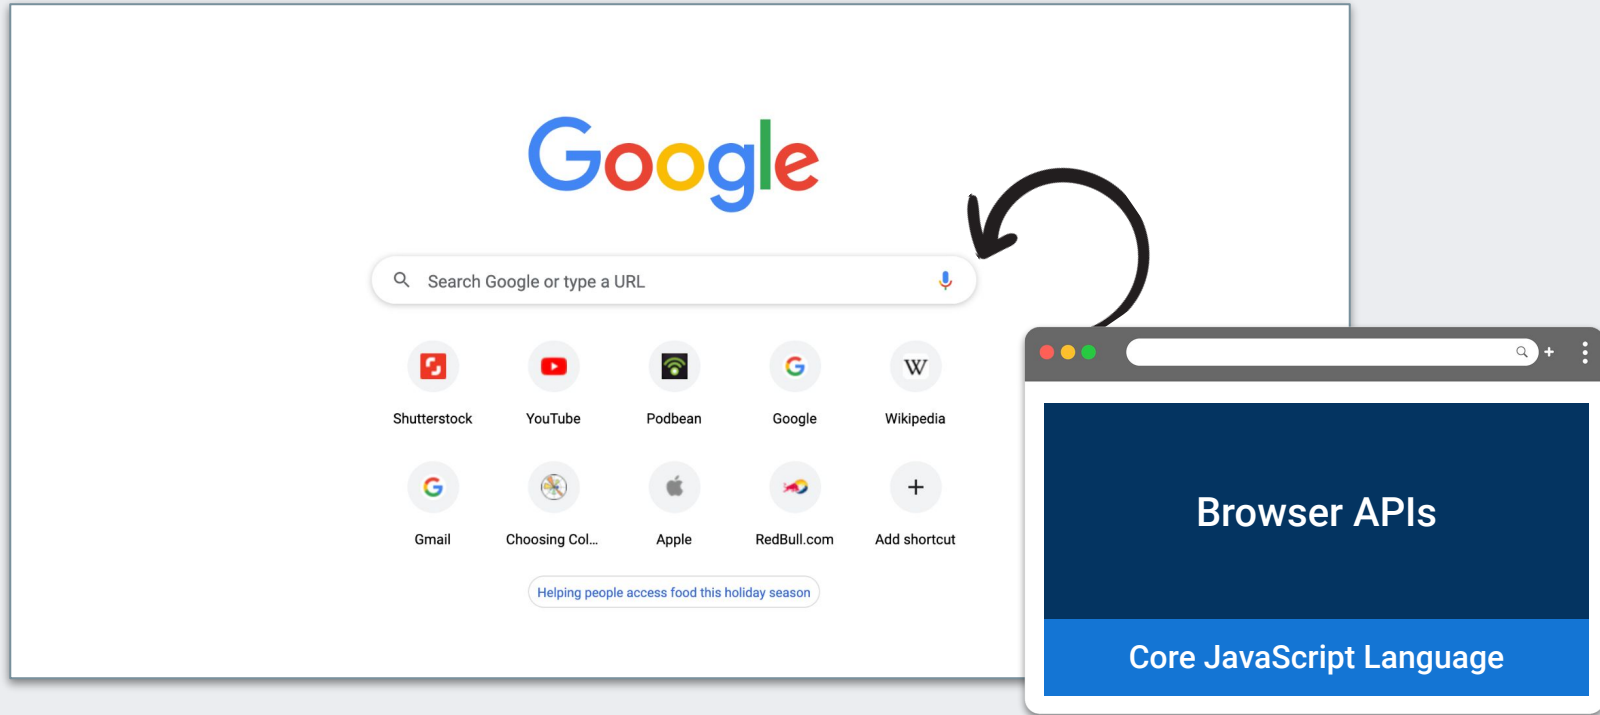 Google
Search Google or type a URL
Shutterstock YouTube Podbean Google Wikipedia
Gmail Choosing Col... Apple RedBull.com Add shortcut
Helping people access food this holiday season
Browser APIs
Core JavaScript Language